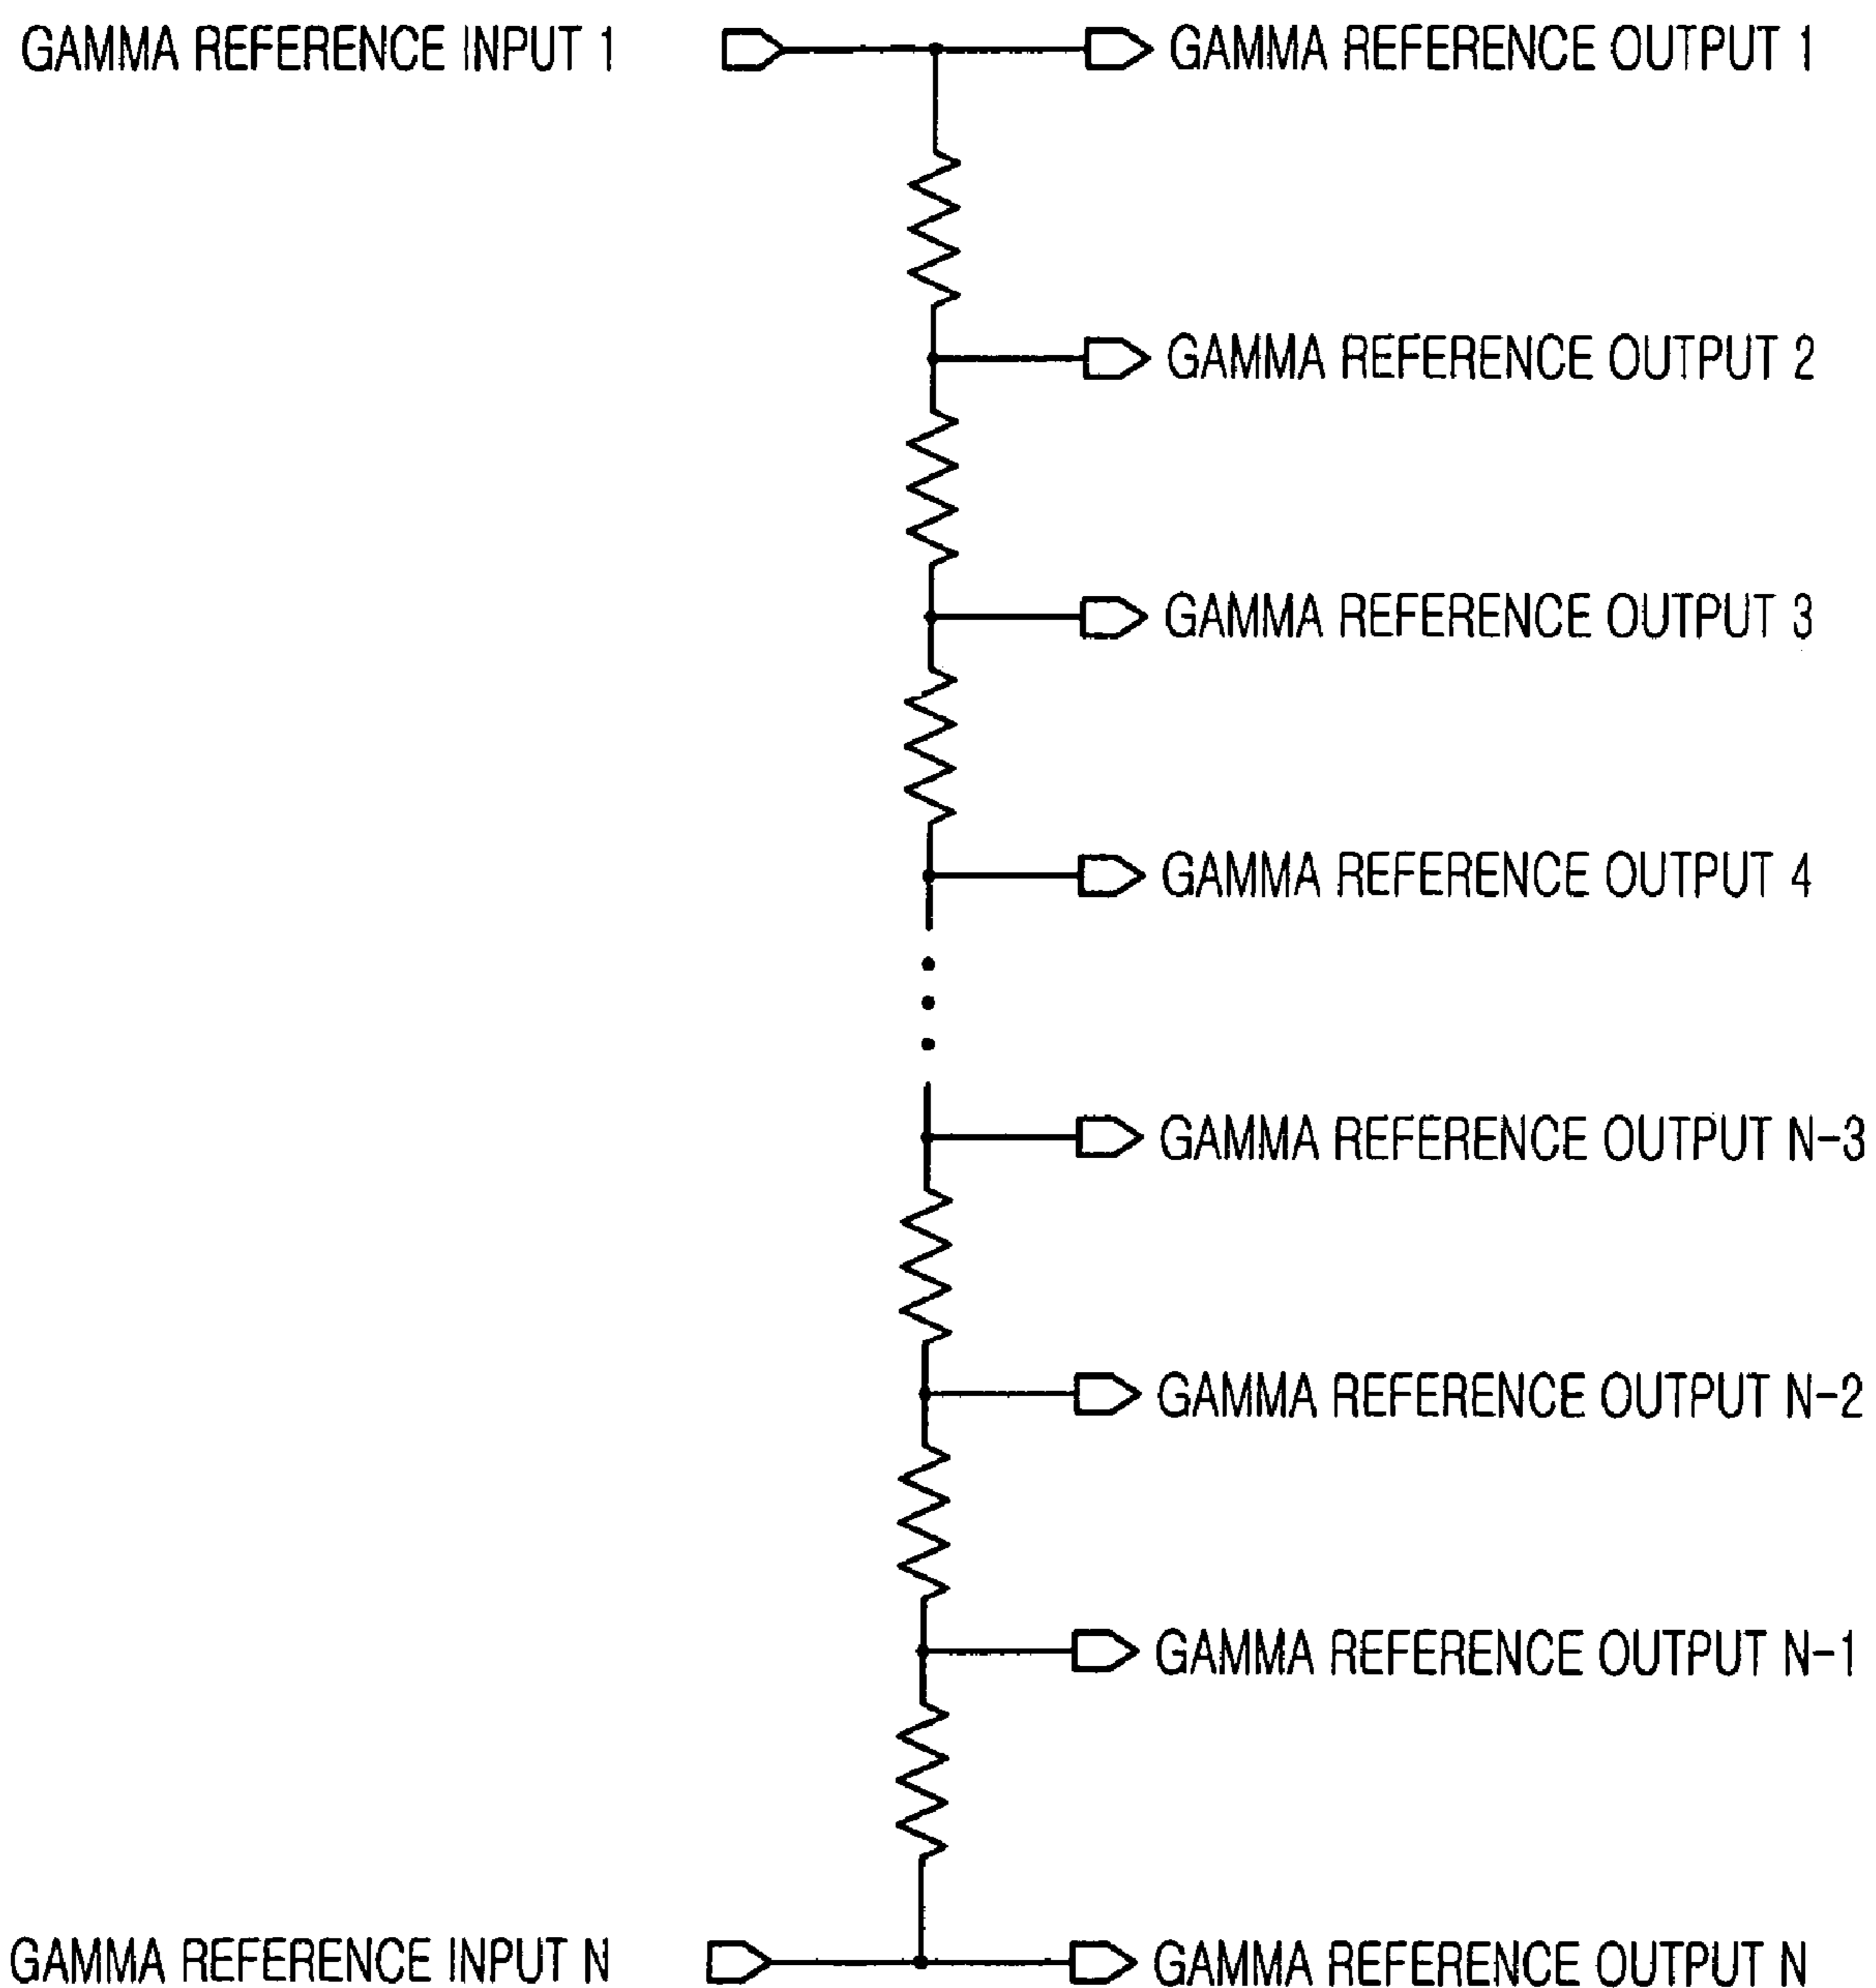 GAMMA REFERENCE INPUT 1
GAMMA REFERENCE OUTPUT 1
GAMMA REFERENCE OUTPUT 2
GAMMA REFERENCE OUTPUT 3
GAMMA REFERENCE OUTPUT 4
GAMMA REFERENCE OUTPUT N-3
GAMMA REFERENCE OUTPUT N-2
GAMMA REFERENCE OUTPUT N-1
GAMMA REFERENCE INPUT N
GAMMA REFERENCE OUTPUT N